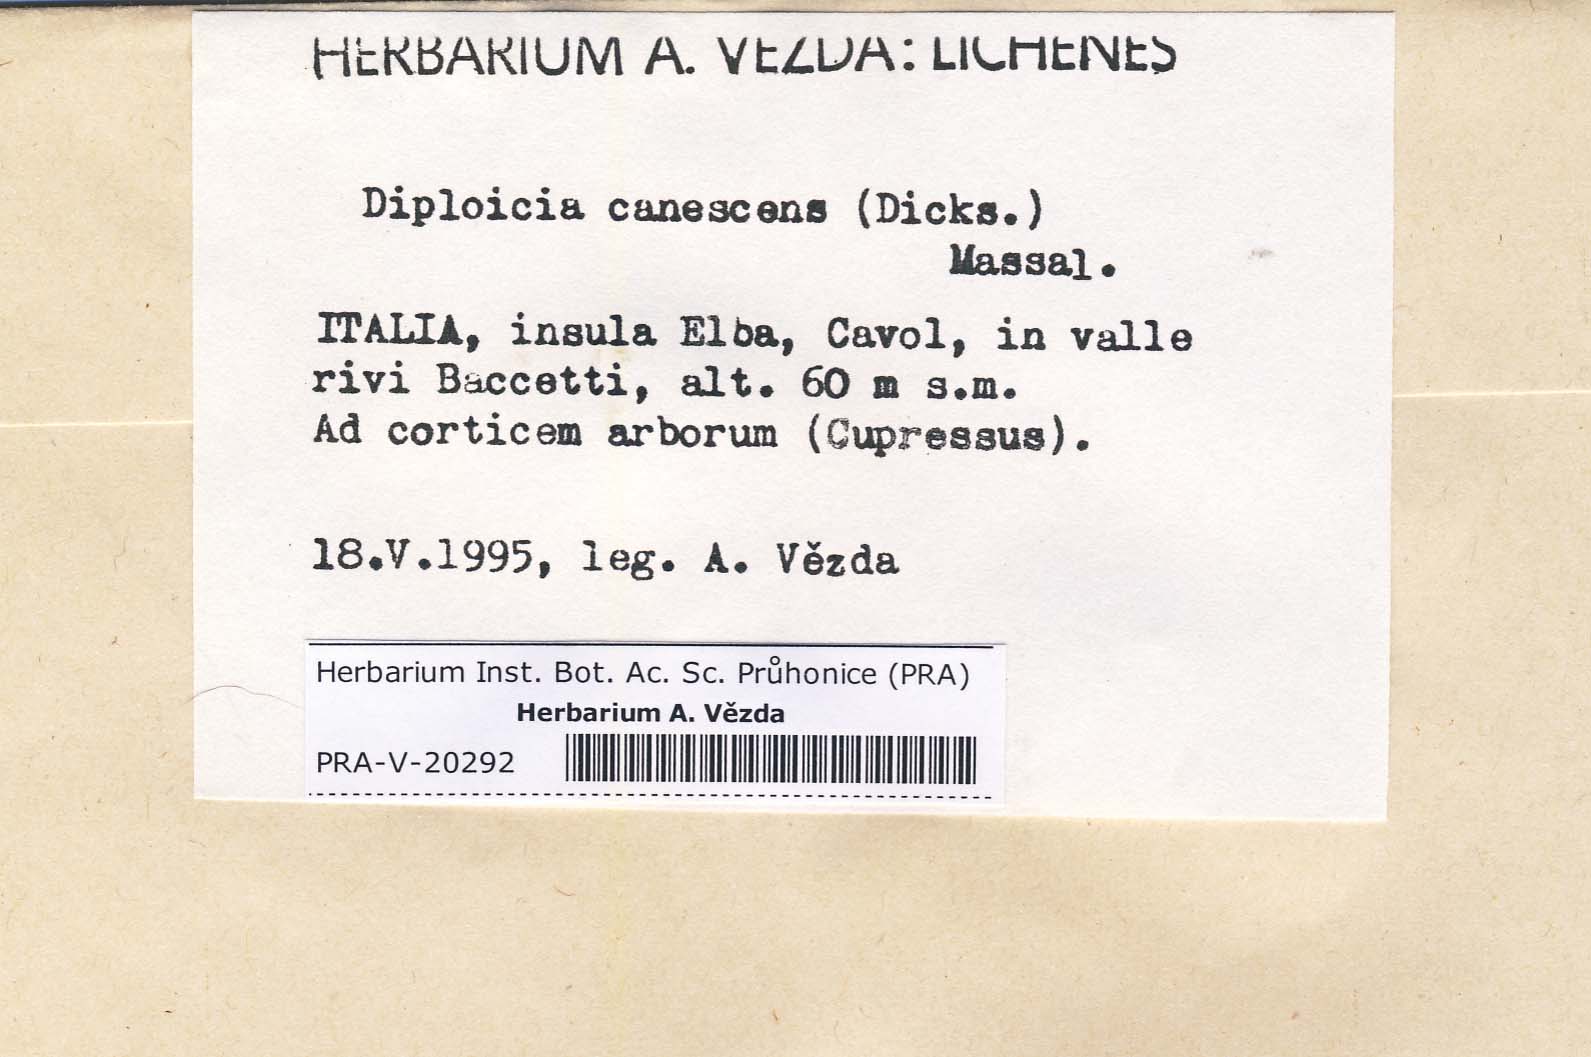 HERBARIUM A. VĚZDA: LICHENES
Diploicia canescens (Dicks.)
Massal.
ITALIA, insula Elba, Cavol, in valle
rivi Baccetti, alt. 60 m s.m.
Ad corticem arborum (Cupressus).
18.V.1995, leg. A. Vězda
Herbarium Inst. Bot. Ac. Sc. Průhonice (PRA)
Herbarium A. Vězda
PRA-V-20292